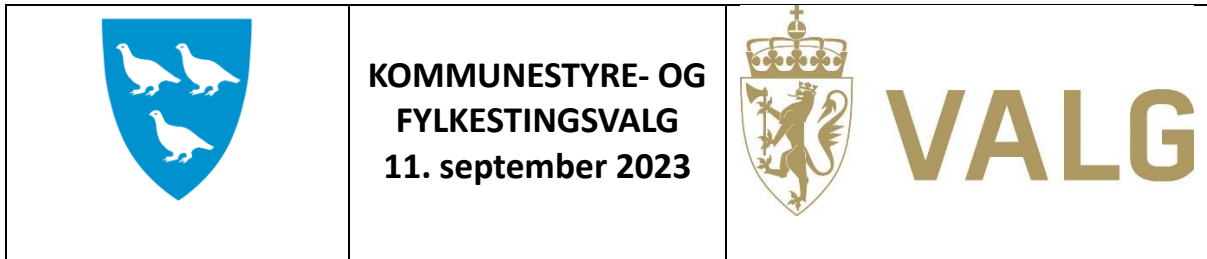 KOMMUNESTYRE- OG
FYLKESTINGSVALG
11. september 2023
VALG